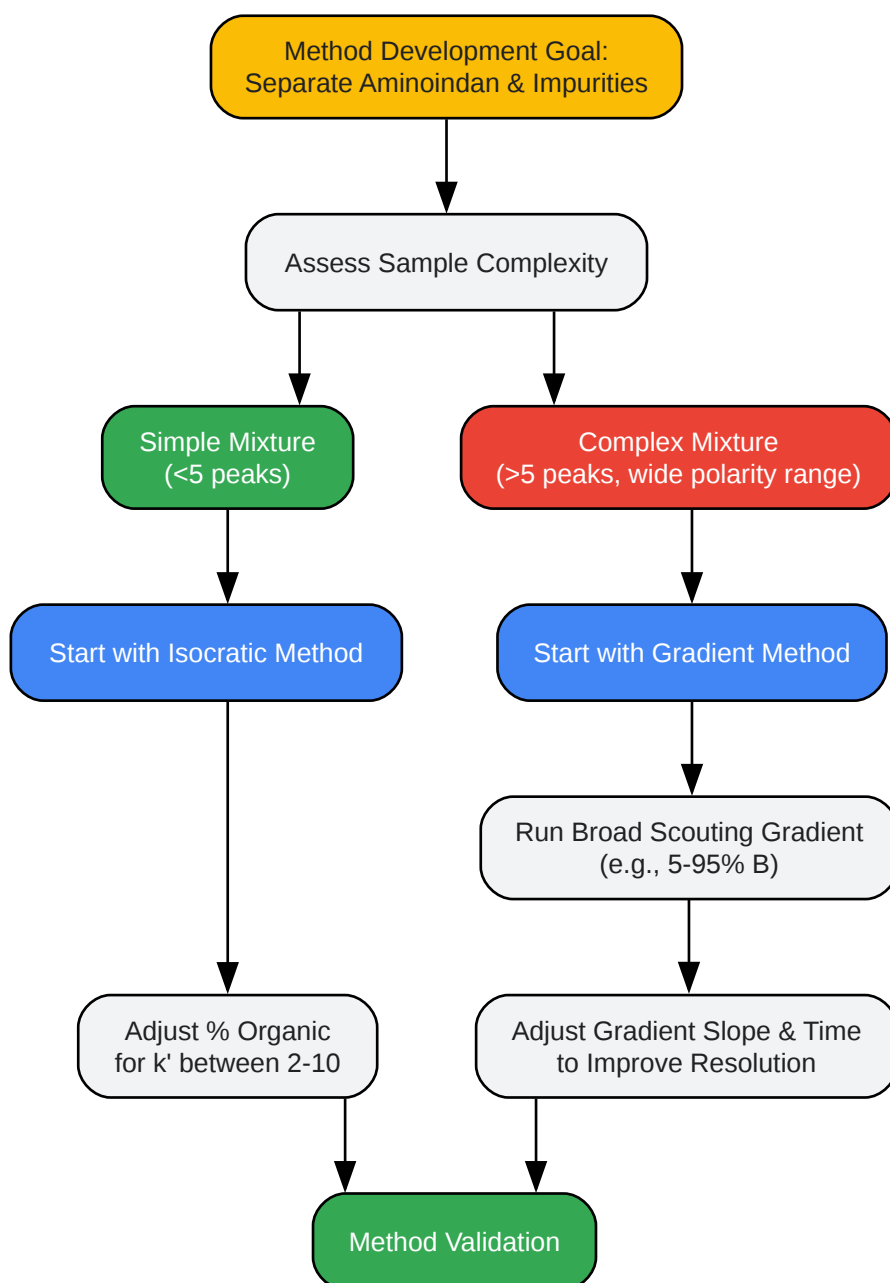 Method Development Goal:
Separate Aminoindan & Impurities
Assess Sample Complexity
Simple Mixture
(<5 peaks)
Complex Mixture
(>5 peaks, wide polarity range)
Start with Isocratic Method
Start with Gradient Method
Run Broad Scouting Gradient
(e.g., 5-95% B)
Adjust % Organic
for k' between 2-10
Adjust Gradient Slope & Time
to Improve Resolution
Method Validation